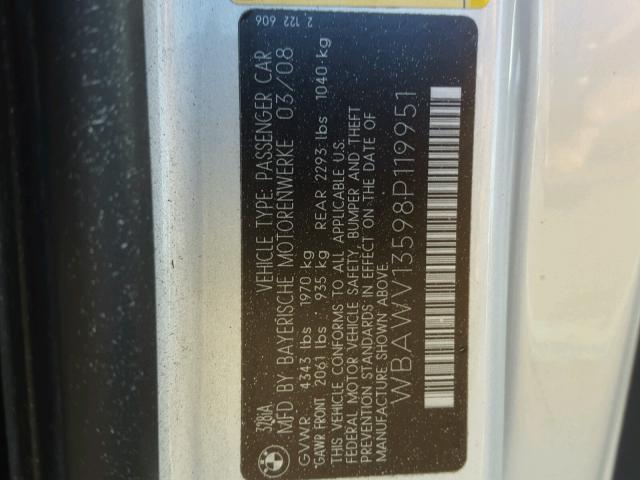 328iA VEHICLE TYPE: PASSENGER CAR 2 122 606
MFD BY BAYERISCHE MOTORENWERKE 03/08
GVWR 4343 lbs 1970 kg
GAWR FRONT 2061 lbs 935 kg REAR 2293 lbs 1040 kg
THIS VEHICLE CONFORMS TO ALL APPLICABLE U.S.
FEDERAL MOTOR VEHICLE SAFETY, BUMPER AND THEFT
PREVENTION STANDARDS IN EFFECT ON THE DATE OF
MANUFACTURE SHOWN ABOVE.
WBAWV13598P119951